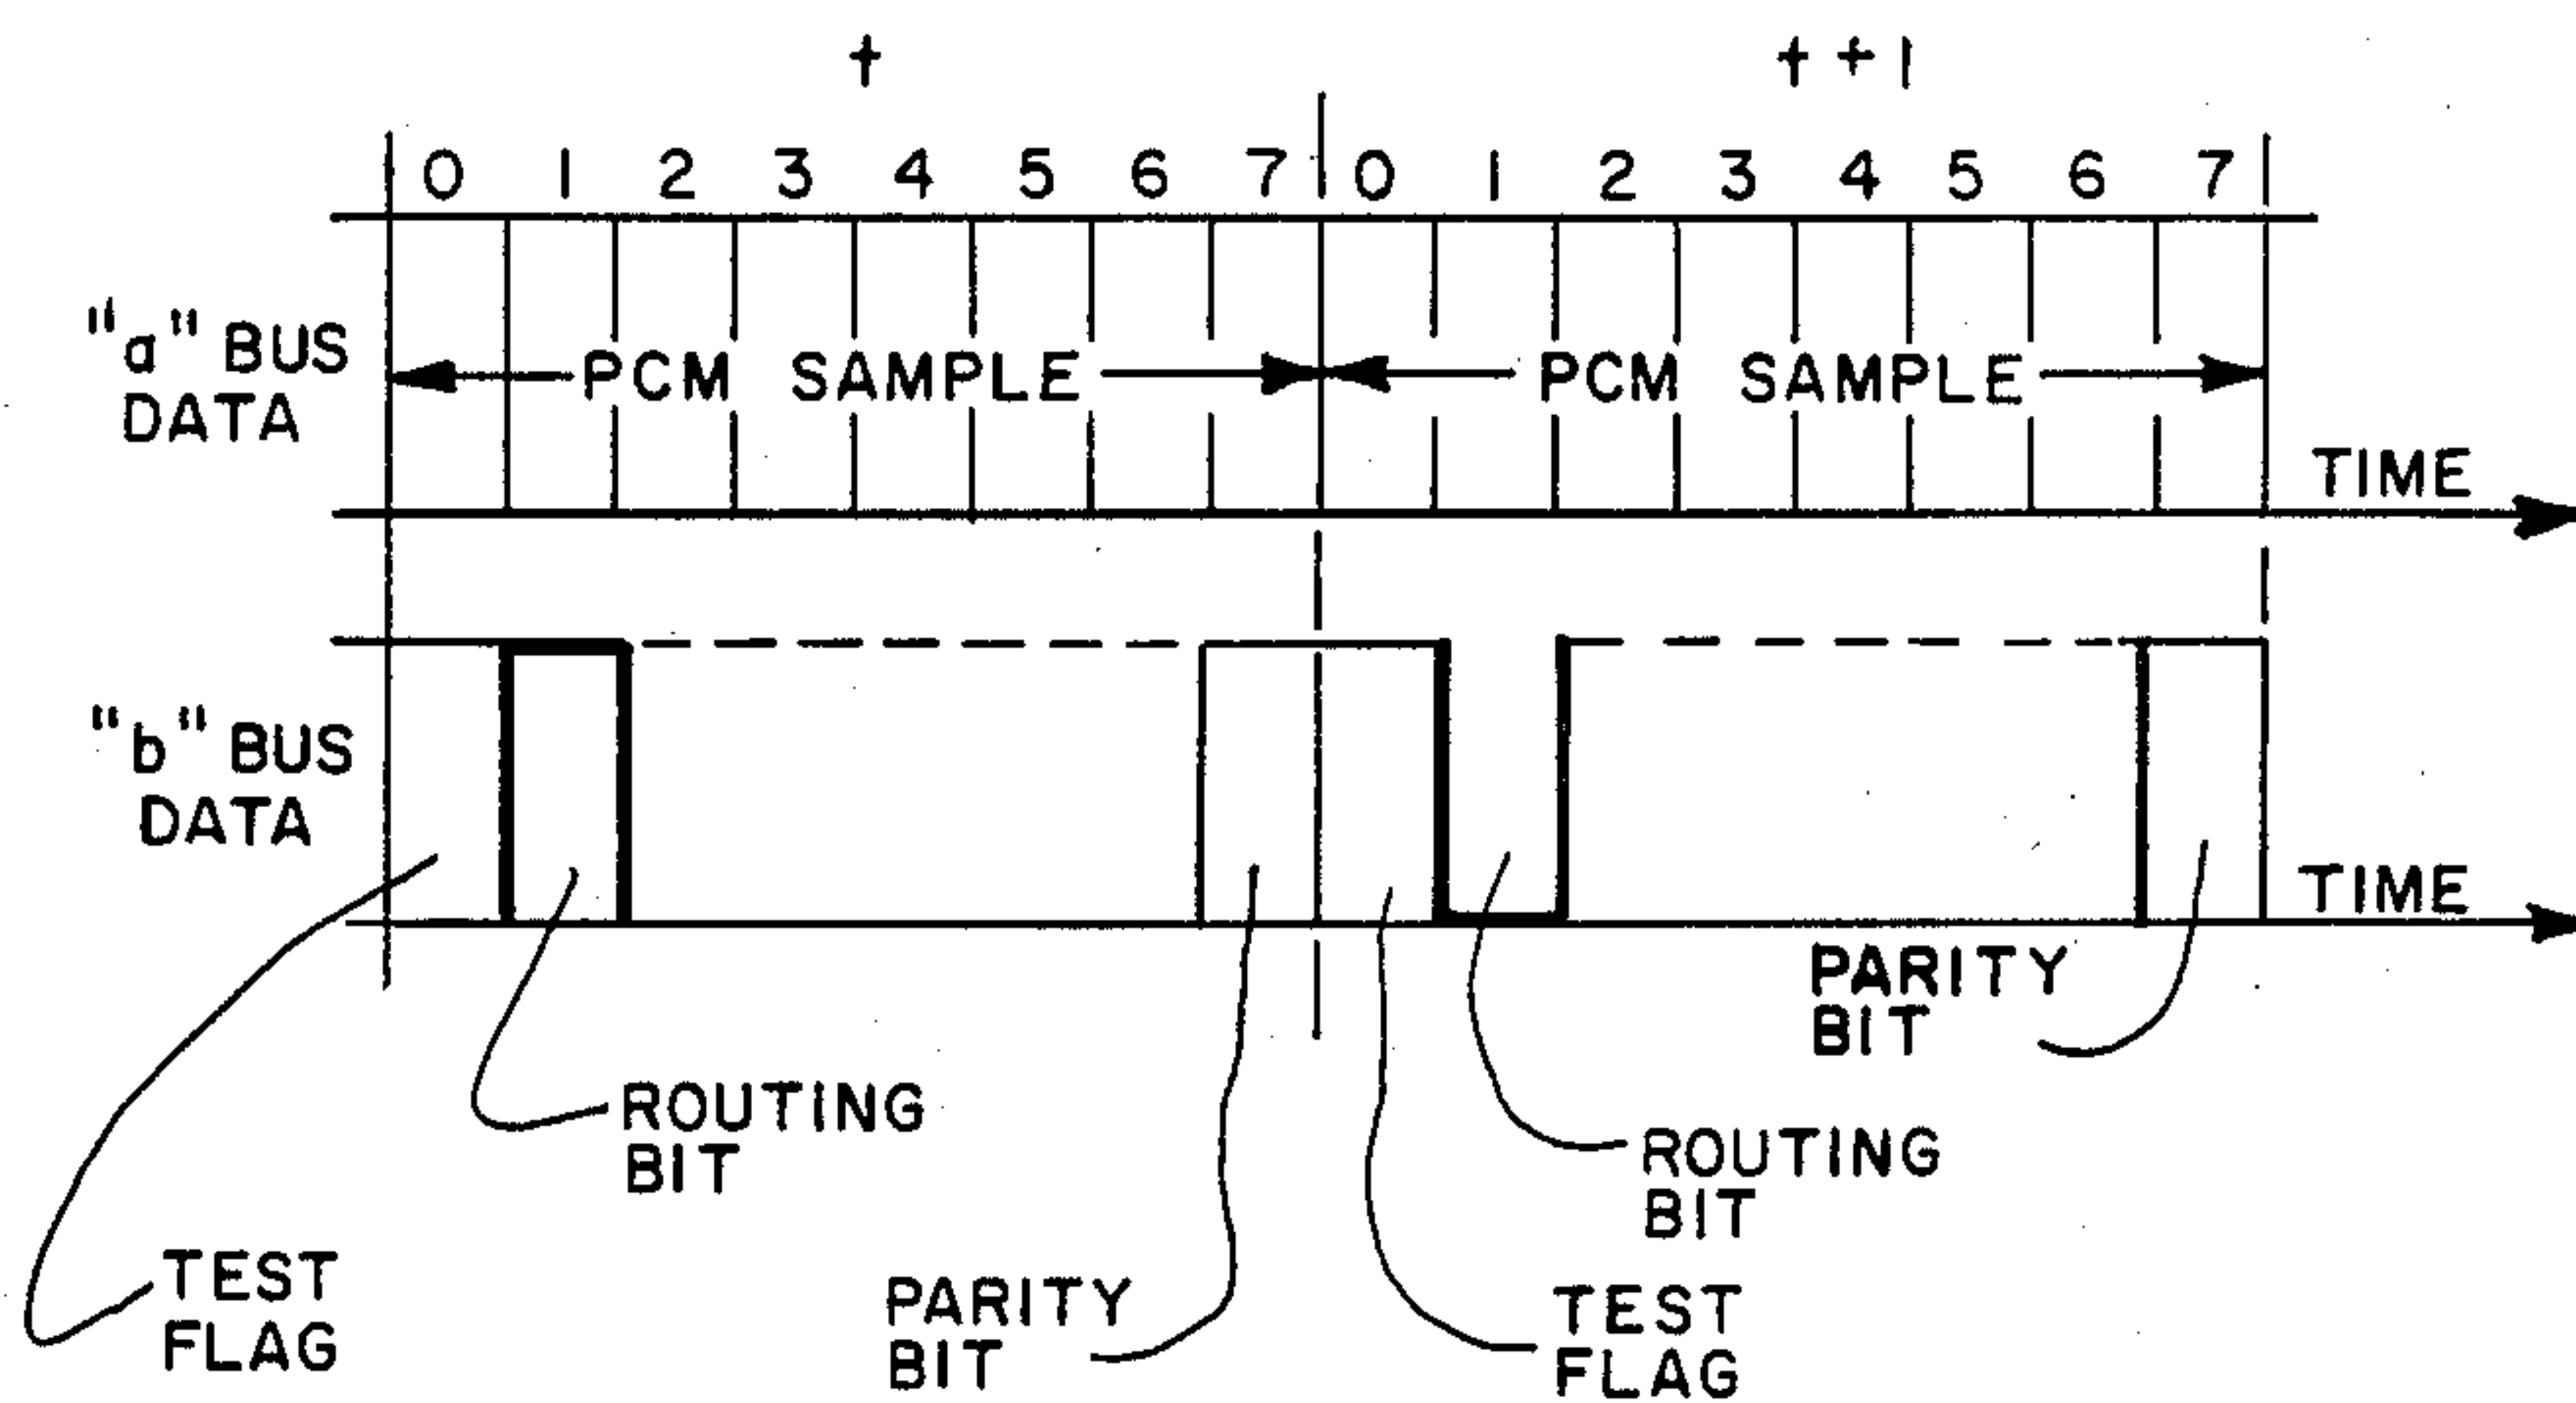 t
t+1
0 1 2 3 4 5 6 7 0 1 2 3 4 5 6 7
"a" BUS
DATA
PCM SAMPLE
PCM SAMPLE
TIME
"b" BUS
DATA
TIME
PARITY
BIT
ROUTING
BIT
ROUTING
BIT
TEST
FLAG
PARITY
BIT
TEST
FLAG